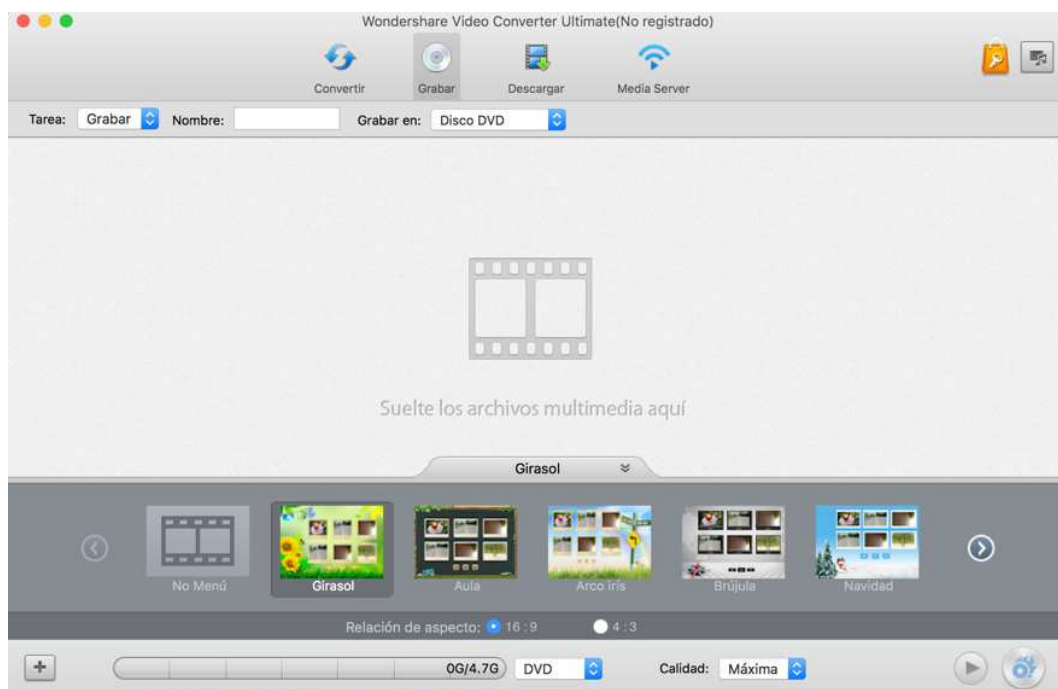 Wondershare Video Converter Ultimate(No registrado)
Convertir
Grabar
Descargar
Media Server
Tarea: Grabar Nombre: Grabar en: Disco DVD
Suelte los archivos multimedia aquí
Girasol
No Menú
Girasol
Aula
Arco iris
Brújula
Navidad
Relación de aspecto: 16 : 9 4 : 3
0G/4.7G DVD Calidad: Máxima